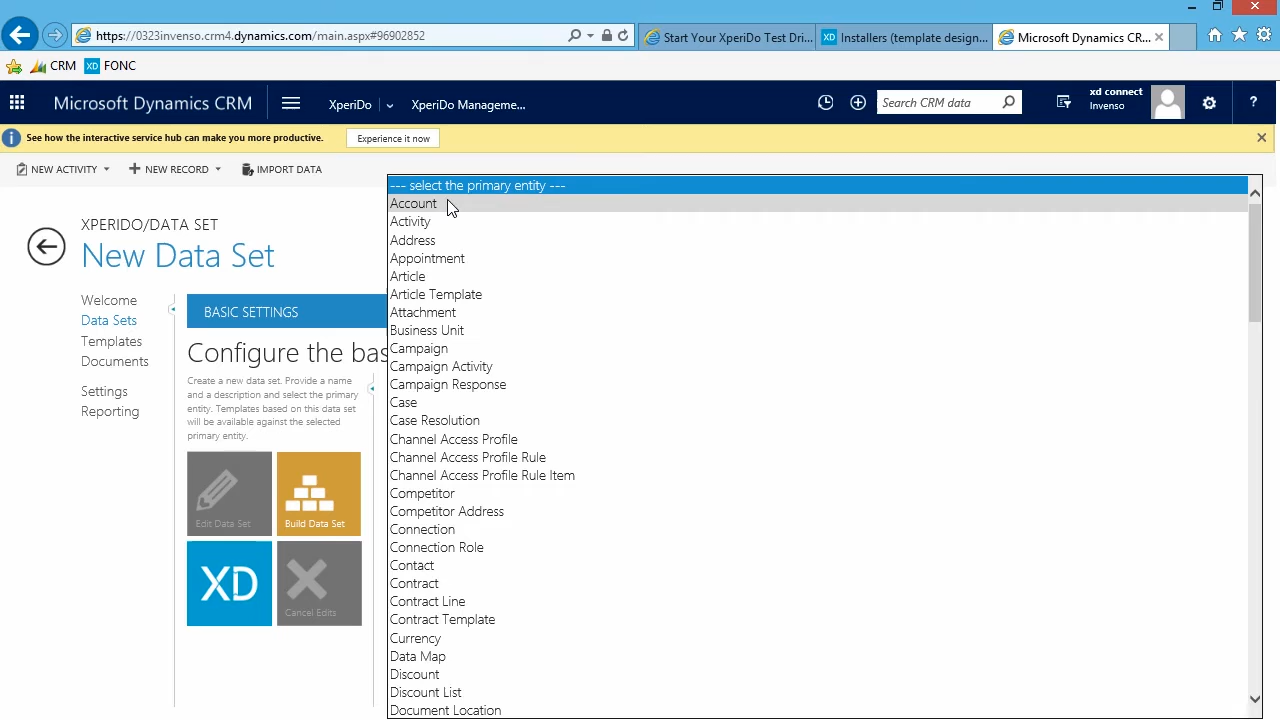 https://0323invenso.crm4.dynamics.com/main.aspx#96902852
Start Your XperiDo Test Dri...
Installers (template design...
Microsoft Dynamics CR...
CRM
FONC
Microsoft Dynamics CRM
XperiDo
XperiDo Manageme...
Search CRM data
xd connect
Invenso
?
See how the interactive service hub can make you more productive.
Experience it now
NEW ACTIVITY
NEW RECORD
IMPORT DATA
XPERIDO/DATA SET
New Data Set
Welcome
Data Sets
Templates
Documents
Settings
Reporting
BASIC SETTINGS
Configure the bas
Create a new data set. Provide a name
and a description and select the primary
entity. Templates based on this data set
will be available against the selected
primary entity.
Edit Data Set
Build Data Set
XD
Cancel Edits
--- select the primary entity ---
Account
Activity
Address
Appointment
Article
Article Template
Attachment
Business Unit
Campaign
Campaign Activity
Campaign Response
Case
Case Resolution
Channel Access Profile
Channel Access Profile Rule
Channel Access Profile Rule Item
Competitor
Competitor Address
Connection
Connection Role
Contact
Contract
Contract Line
Contract Template
Currency
Data Map
Discount
Discount List
Document Location